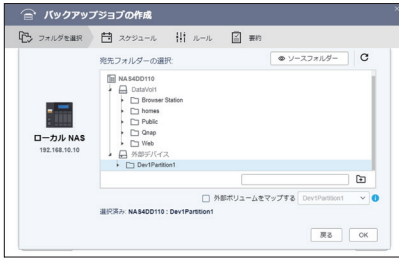 バックアップジョブの作成
フォルダを選択 スケジュール ルール 要約
宛先フォルダーの選択:
ソースフォルダー
NAS4DD110
DataVol1
Browser Station
homes
Public
Qnap
Web
外部デバイス
Dev1Partition1
ローカル NAS
192.168.10.10
外部ボリュームをマップする Dev1Partition1
選択済み: NAS4DD110 : Dev1Partition1
戻る OK